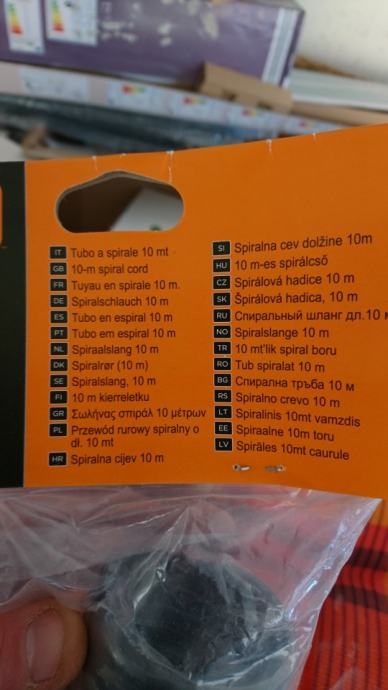 IT Tubo a spirale 10 mt
GB 10-m spiral cord
FR Tuyau en spirale 10 m.
DE Spiralschlauch 10 m
ES Tubo en espiral 10 m
PT Tubo em espiral 10 m
NL Spiraalslang 10 m
DK Spiralrør (10 m)
SE Spiralslang, 10 m
FI 10 m kierreletku
GR Σωλήνας σπιράλ 10 μέτρων
PL Przewód rurowy spiralny o
dł. 10 mt
HR Spiralna cijev 10 m
SI Spiralna cev dolžine 10m
HU 10 m-es spirálcső
CZ Spirálová hadice 10 m
SK Špirálová hadica, 10 m
RU Спиральный шланг дл.10
NO Spiralslange 10 m
TR 10 mt'lik spiral boru
RO Tub spiralat 10 m
BG Спирална тръба 10 м
RS Spiralno crevo 10 m
LT Spiralinis 10mt vamzdis
EE Spiraalne 10m toru
LV Spirāles 10mt caurule